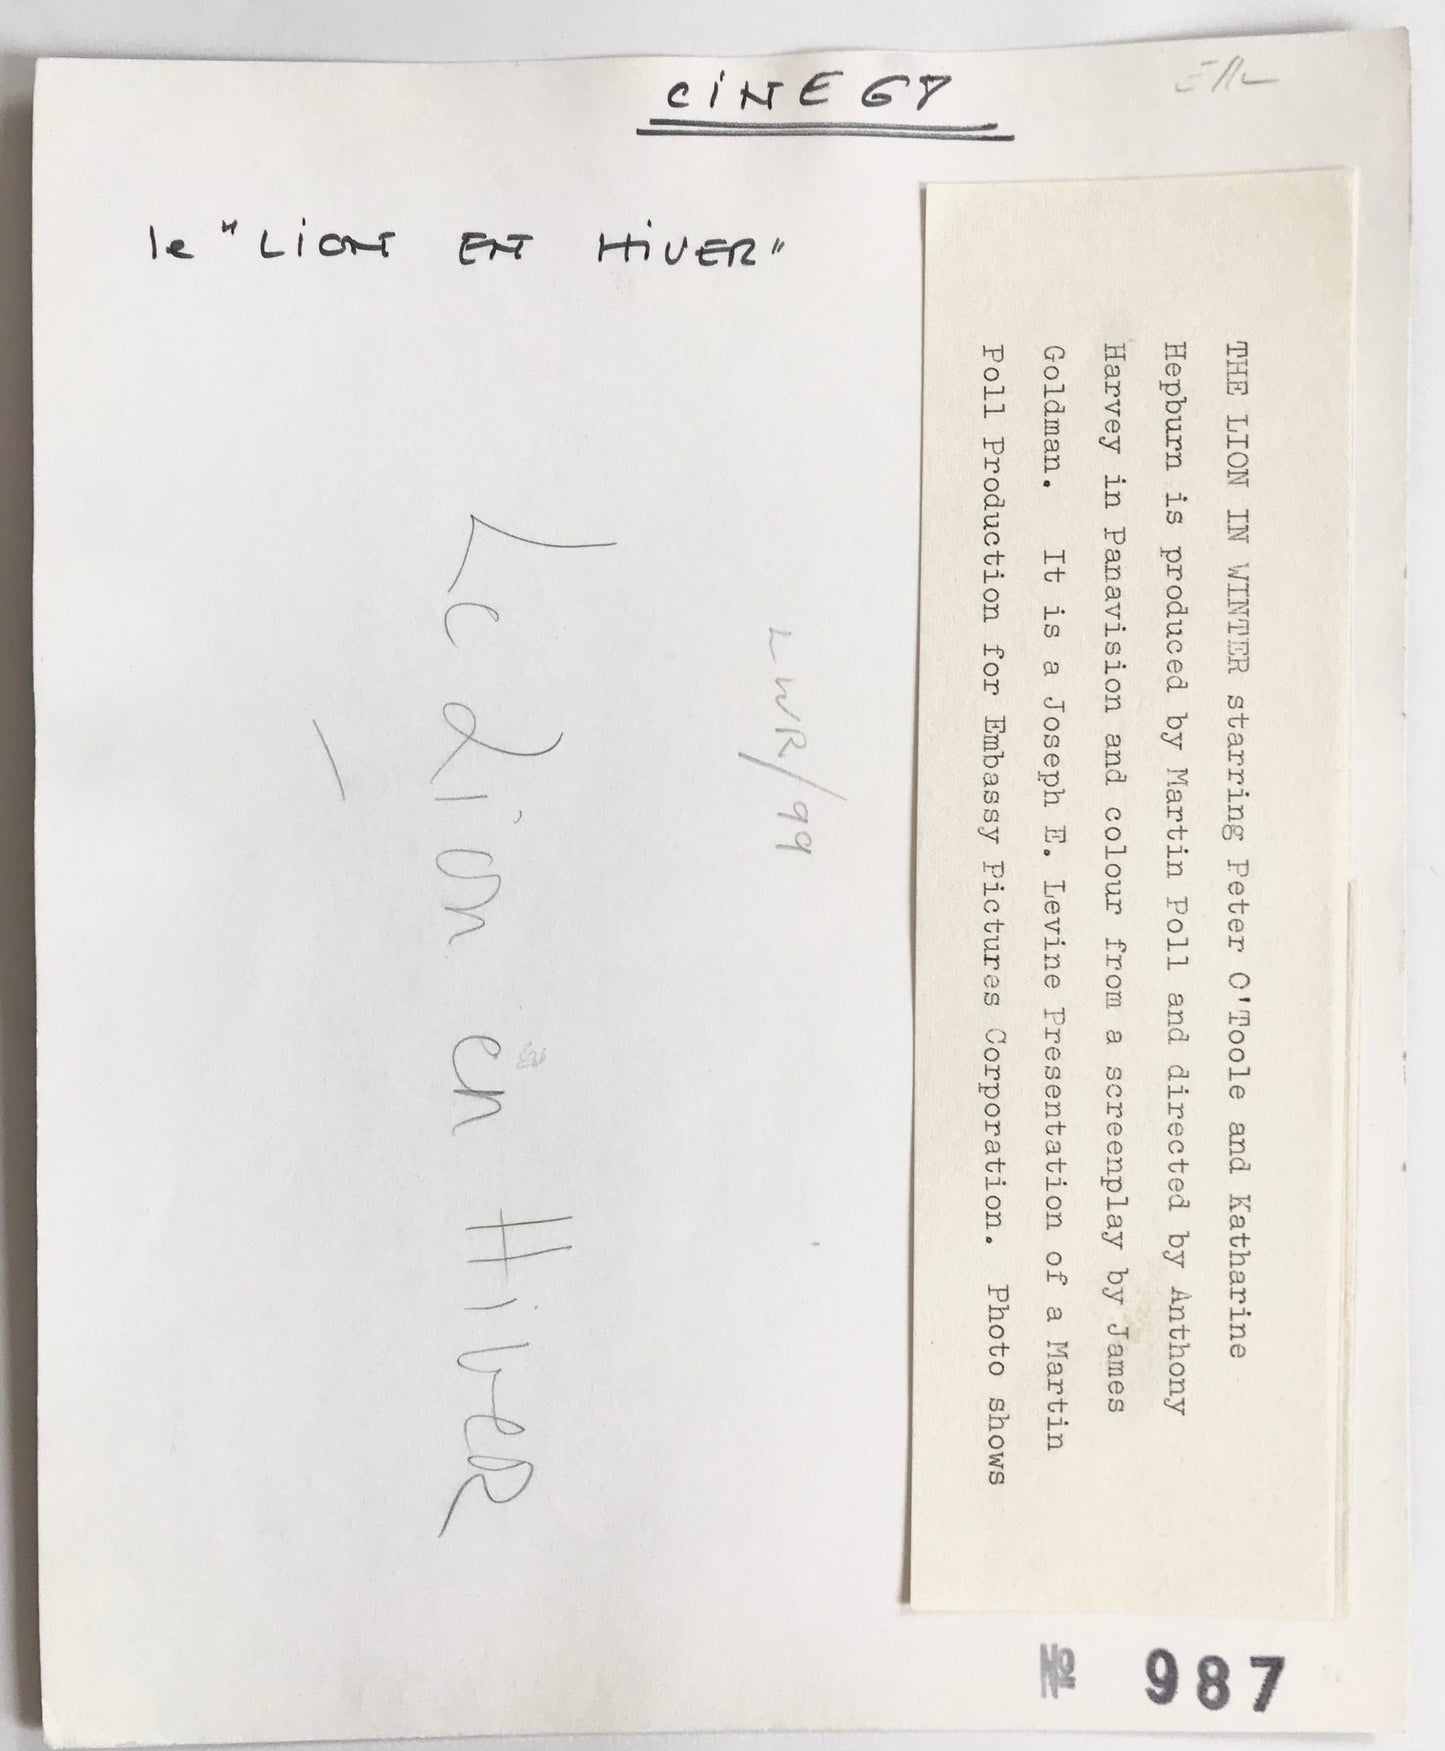 CINE 68
le "LION EN HIVER"
THE LION IN WINTER starring Peter O'Toole and Katharine
Hepburn is produced by Martin Poll and directed by Anthony
Harvey in Panavision and colour from a screenplay by James
Goldman. It is a Joseph E. Levine Presentation of a Martin
Poll Production for Embassy Pictures Corporation. Photo shows
LWR/99
Le Lion en HiveR
987